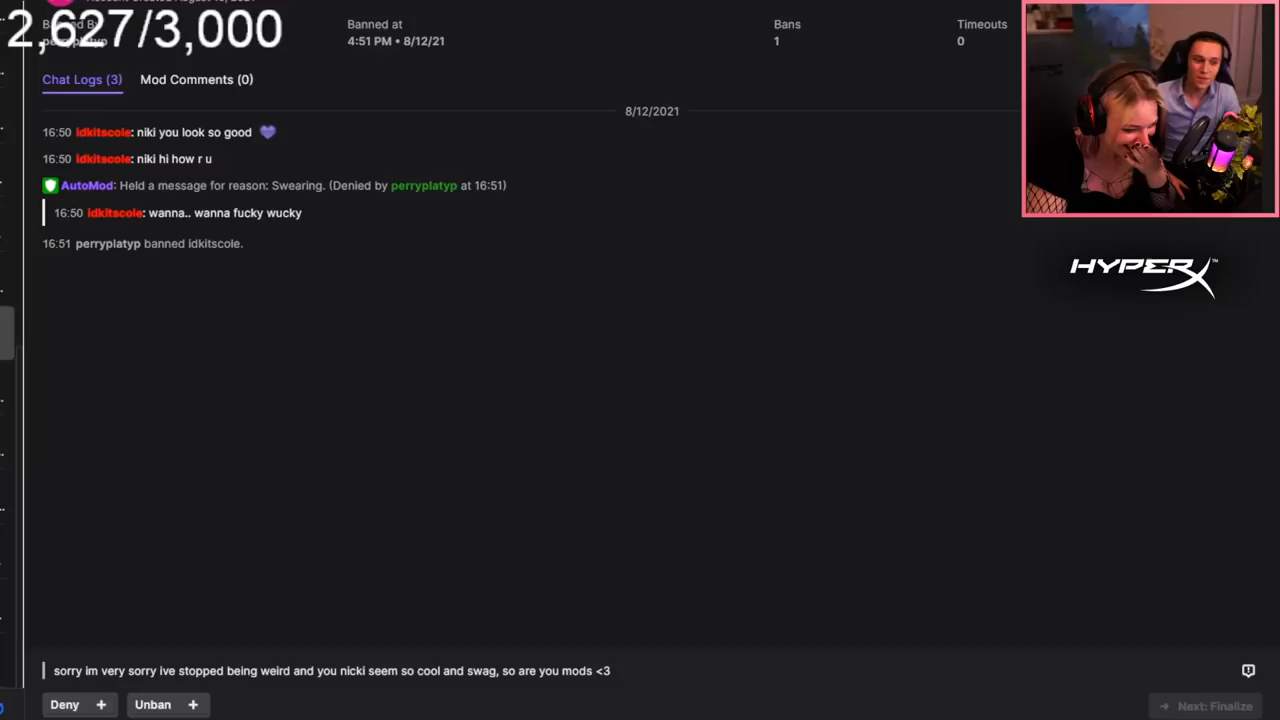 2,627/3,000
Banned By
perryplatyp
Banned at
4:51 PM • 8/12/21
Bans
1
Timeouts
0
Chat Logs (3)
Mod Comments (0)
8/12/2021
16:50 idkitscole: niki you look so good 💜
16:50 idkitscole: niki hi how r u
AutoMod: Held a message for reason: Swearing. (Denied by perryplatyp at 16:51)
16:50 idkitscole: wanna.. wanna fucky wucky
16:51 perryplatyp banned idkitscole.
HYPERX™
sorry im very sorry ive stopped being weird and you nicki seem so cool and swag, so are you mods <3
Deny +
Unban +
→ Next: Finalize